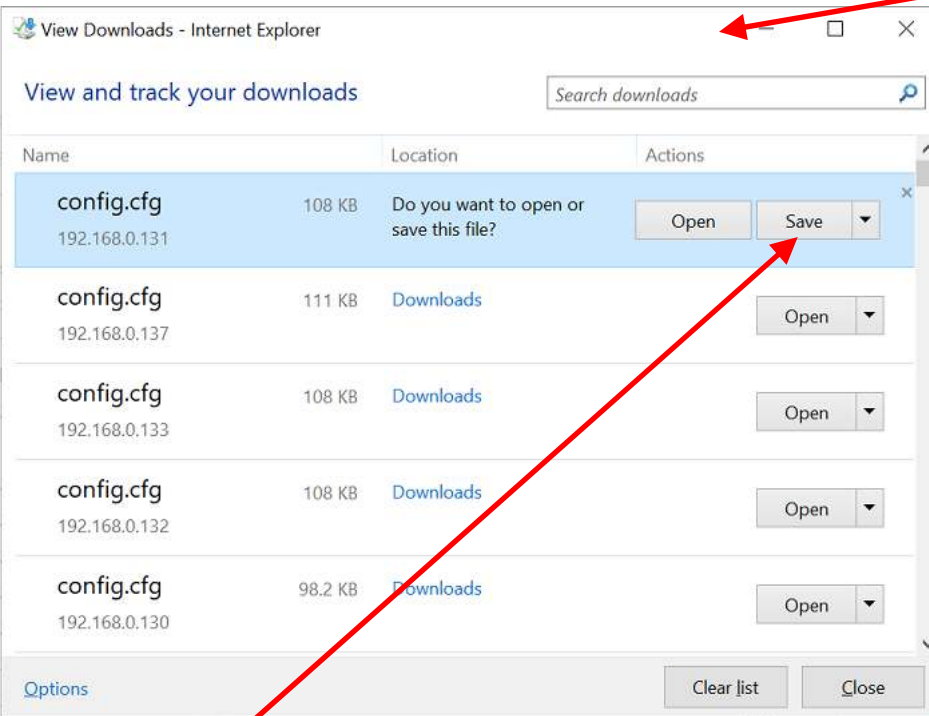 View Downloads - Internet Explorer
View and track your downloads
Search downloads
Name Location Actions
config.cfg 108 KB Do you want to open or save this file? Open Save
192.168.0.131
config.cfg 111 KB Downloads Open
192.168.0.137
config.cfg 108 KB Downloads Open
192.168.0.133
config.cfg 108 KB Downloads Open
192.168.0.132
config.cfg 98.2 KB Downloads Open
192.168.0.130
Options Clear list Close